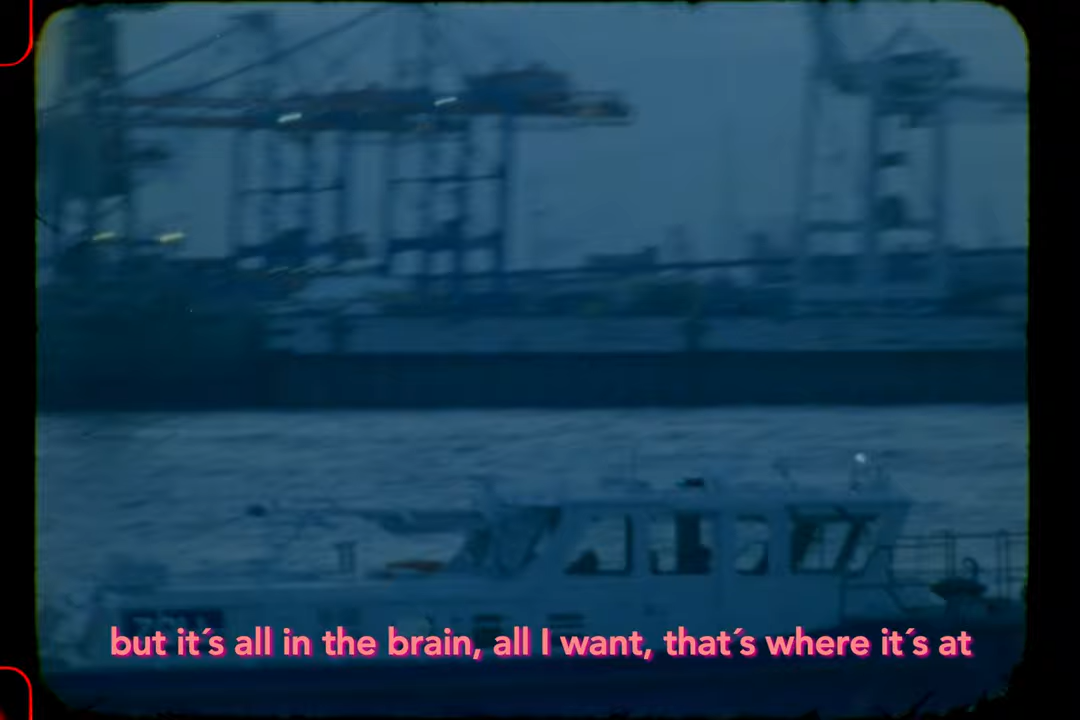 but it´s all in the brain, all I want, that´s where it´s at